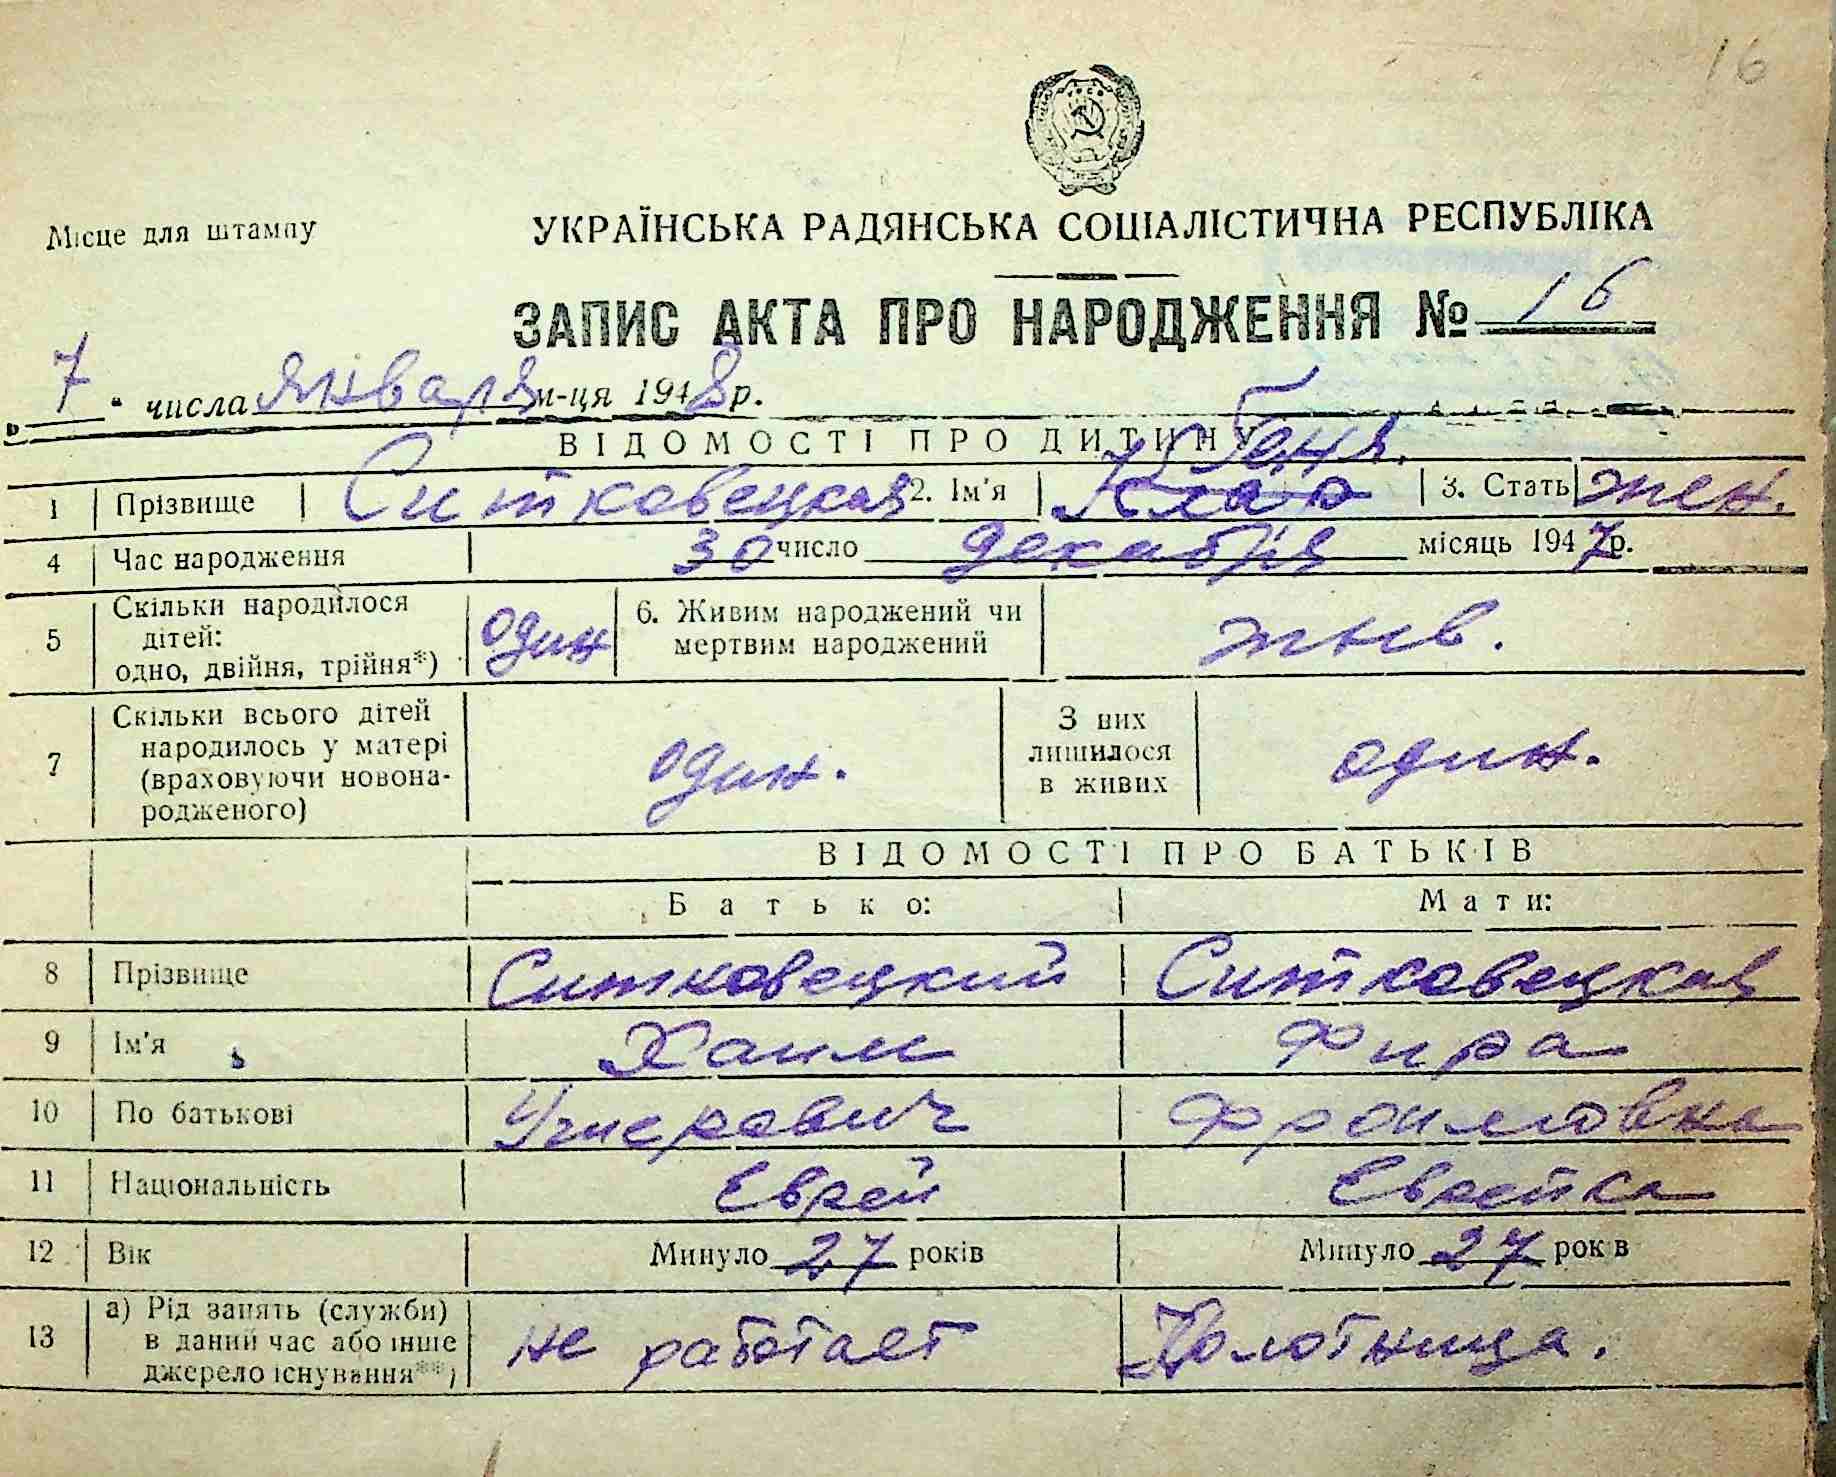 16
Місце для штампу
УКРАЇНСЬКА РАДЯНСЬКА СОЦІАЛІСТИЧНА РЕСПУБЛІКА
ЗАПИС АКТА ПРО НАРОДЖЕННЯ № 16
„7" числа января м-ця 1948 р.
ВІДОМОСТІ ПРО ДИТИНУ
Беня.
1 Прізвище Ситковецкая 2. Ім'я 3. Стать жен.
4 Час народження 30 число декабря місяць 1947 р.
5 Скільки народилося дітей: одно, двійня, трійня*) один 6. Живим народжений чи мертвим народжений жив.
7 Скільки всього дітей народилось у матері (враховуючи новонародженого) один. З них лишилося в живих один.
ВІДОМОСТІ ПРО БАТЬКІВ
Батько: Мати:
8 Прізвище Ситковецкий Ситковецкая
9 Ім'я Хаим Фира
10 По батькові Фроимовна
11 Національність Еврей Еврейка
12 Вік Минуло 27 років Минуло 27 років
13 а) Рід занять (служби) в даний час або інше джерело існування**) не работает